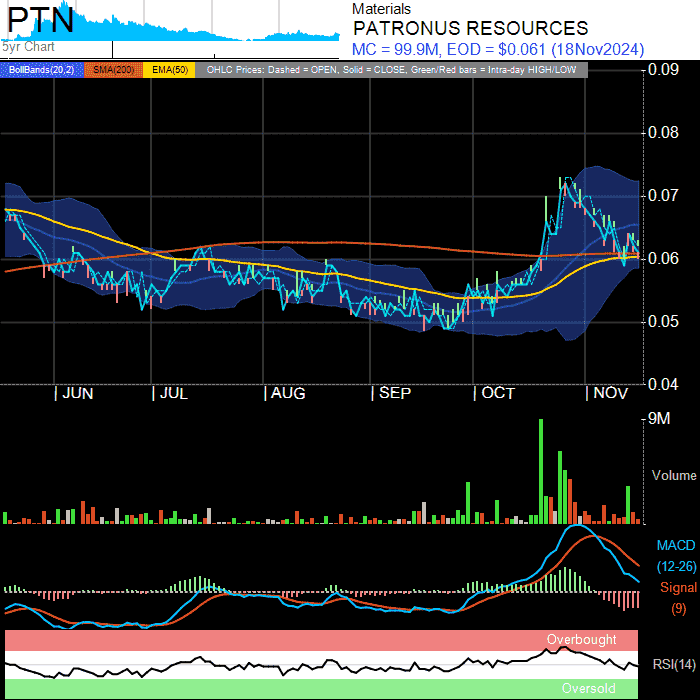 PTN
5yr Chart
Materials
PATRONUS RESOURCES
MC = 99.9M, EOD = $0.061 (18Nov2024)
BollBands(20,2) SMA(200) EMA(50) OHLC Prices: Dashed = OPEN, Solid = CLOSE, Green/Red bars = Intra-day HIGH/LOW
0.09
0.08
0.07
0.06
0.05
0.04
JUN JUL AUG SEP OCT NOV
9M
Volume
MACD
(12-26)
Signal
(9)
Overbought
RSI(14)
Oversold